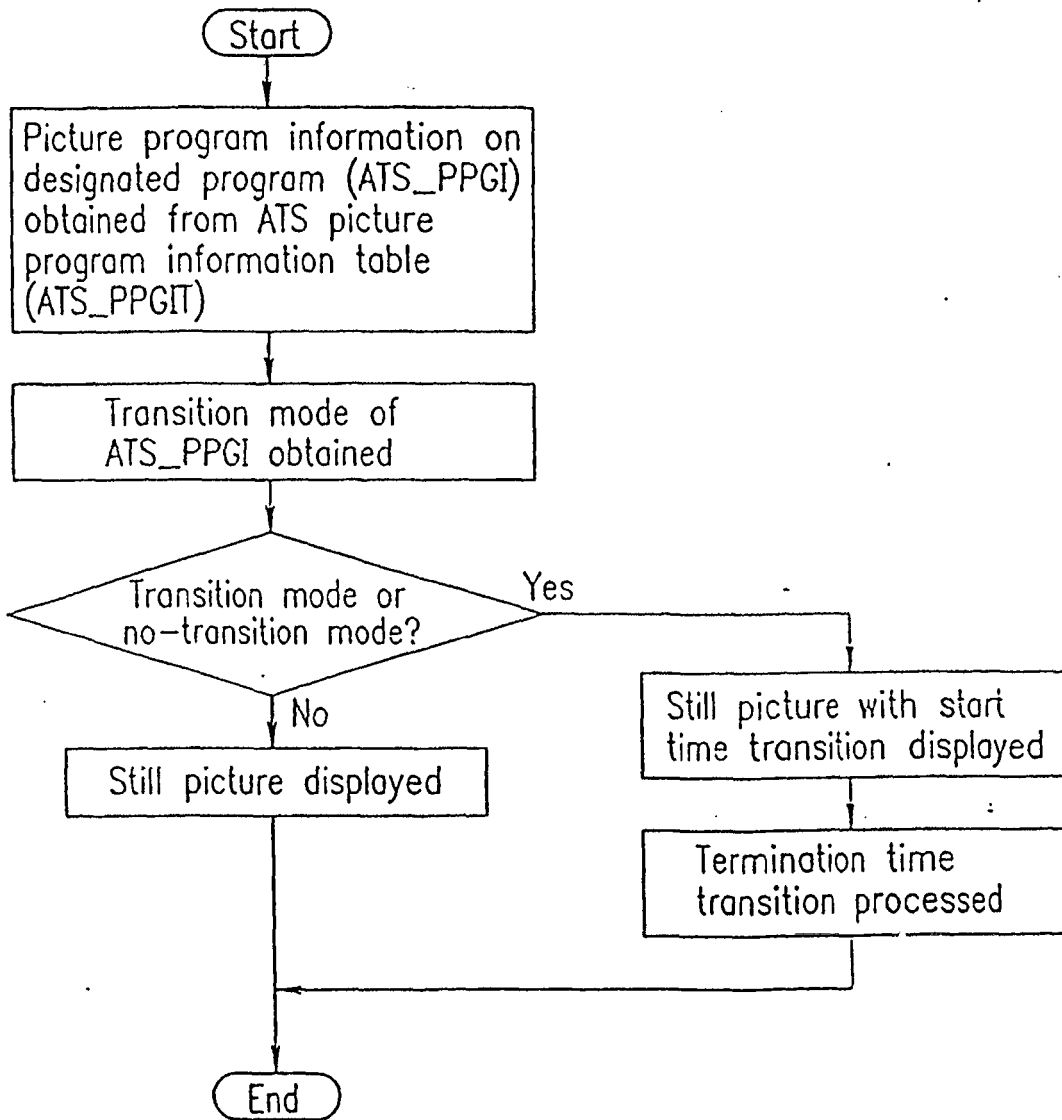 Start
Picture program information on
designated program (ATS_PPGI)
obtained from ATS picture
program information table
(ATS_PPGIT)
Transition mode of
ATS_PPGI obtained
Transition mode or
no-transition mode?
Yes
No
Still picture with start
time transition displayed
Still picture displayed
Termination time
transition processed
End